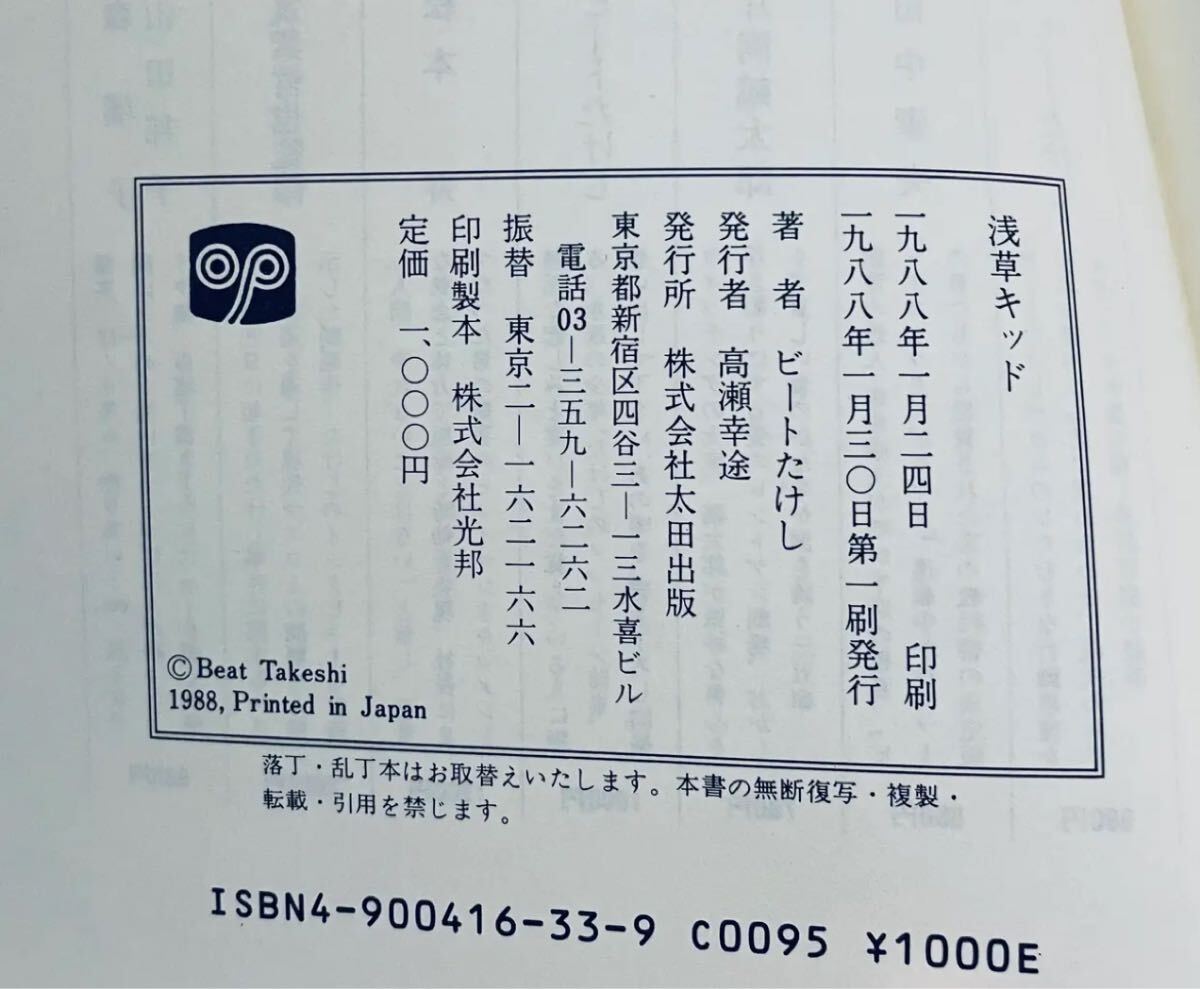 浅草キッド
一九八八年一月二四日 印刷
一九八八年一月三〇日第一刷発行
著者 ビートたけし
発行者 高瀬幸途
発行所 株式会社太田出版
東京都新宿区四谷三―一三水喜ビル
電話03―三五九―六二六二
振替 東京二―一六二一六六
印刷製本 株式会社光邦
定価 一、〇〇〇円
©Beat Takeshi
1988, Printed in Japan
落丁・乱丁本はお取替えいたします。本書の無断復写・複製・
転載・引用を禁じます。
ISBN4-900416-33-9 C0095 ¥1000E